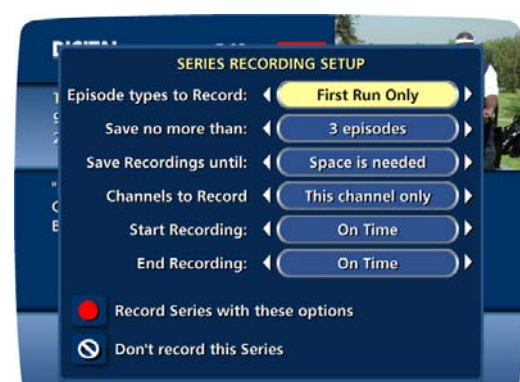 SERIES RECORDING SETUP
Episode types to Record: First Run Only
Save no more than: 3 episodes
Save Recordings until: Space is needed
Channels to Record This channel only
Start Recording: On Time
End Recording: On Time
Record Series with these options
Don't record this Series